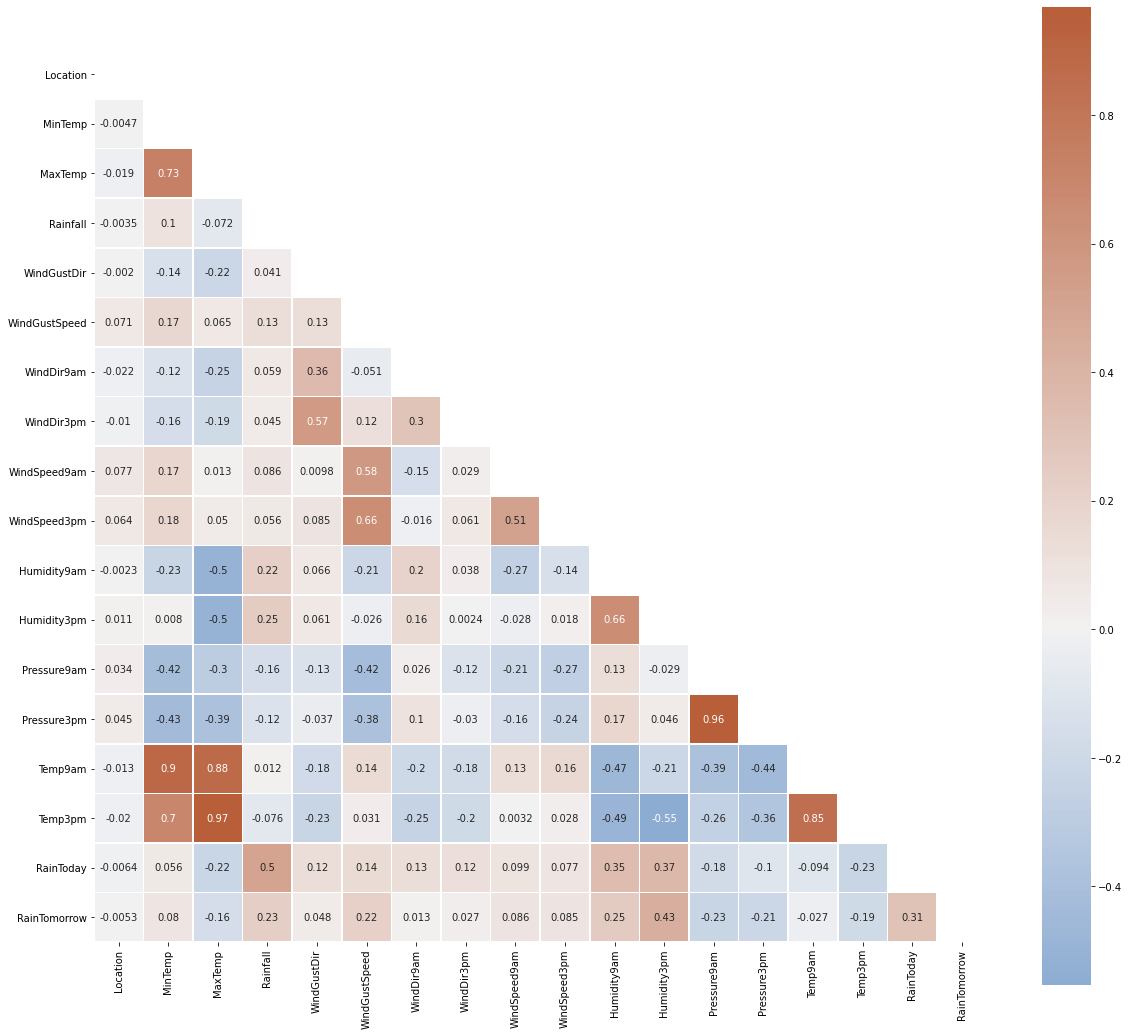 Location
MinTemp -0.0047
MaxTemp -0.019 0.73
Rainfall -0.0035 0.1 -0.072
WindGustDir -0.002 -0.14 -0.22 0.041
WindGustSpeed 0.071 0.17 0.065 0.13 0.13
WindDir9am -0.022 -0.12 -0.25 0.059 0.36 -0.051
WindDir3pm -0.01 -0.16 -0.19 0.045 0.57 0.12 0.3
WindSpeed9am 0.077 0.17 0.013 0.086 0.0098 0.58 -0.15 0.029
WindSpeed3pm 0.064 0.18 0.05 0.056 0.085 0.66 -0.016 0.061 0.51
Humidity9am -0.0023 -0.23 -0.5 0.22 0.066 -0.21 0.2 0.038 -0.27 -0.14
Humidity3pm 0.011 0.008 -0.5 0.25 0.061 -0.026 0.16 0.0024 -0.028 0.018 0.66
Pressure9am 0.034 -0.42 -0.3 -0.16 -0.13 -0.42 0.026 -0.12 -0.21 -0.27 0.13 -0.029
Pressure3pm 0.045 -0.43 -0.39 -0.12 -0.037 -0.38 0.1 -0.03 -0.16 -0.24 0.17 0.046 0.96
Temp9am -0.013 0.9 0.88 0.012 -0.18 0.14 -0.2 -0.18 0.13 0.16 -0.47 -0.21 -0.39 -0.44
Temp3pm -0.02 0.7 0.97 -0.076 -0.23 0.031 -0.25 -0.2 0.0032 0.028 -0.49 -0.55 -0.26 -0.36 0.85
RainToday -0.0064 0.056 -0.22 0.5 0.12 0.14 0.13 0.12 0.099 0.077 0.35 0.37 -0.18 -0.1 -0.094 -0.23
RainTomorrow -0.0053 0.08 -0.16 0.23 0.048 0.22 0.013 0.027 0.086 0.085 0.25 0.43 -0.23 -0.21 -0.027 -0.19 0.31
Location MinTemp MaxTemp Rainfall WindGustDir WindGustSpeed WindDir9am WindDir3pm WindSpeed9am WindSpeed3pm Humidity9am Humidity3pm Pressure9am Pressure3pm Temp9am Temp3pm RainToday RainTomorrow
0.8
0.6
0.4
0.2
0.0
−0.2
−0.4